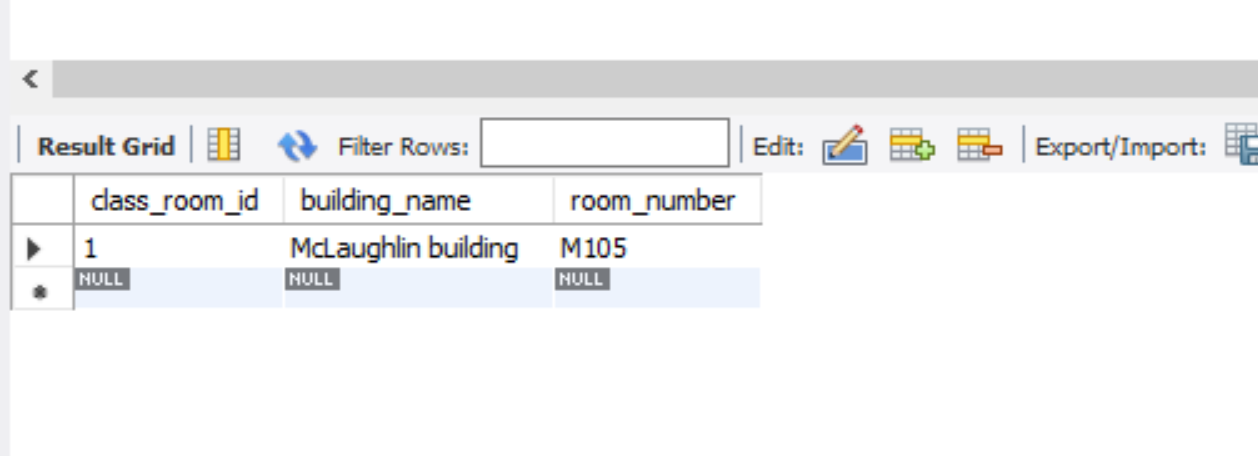 Result Grid Filter Rows: Edit: Export/Import:
class_room_id building_name room_number
1 McLaughlin building M105
NULL NULL NULL